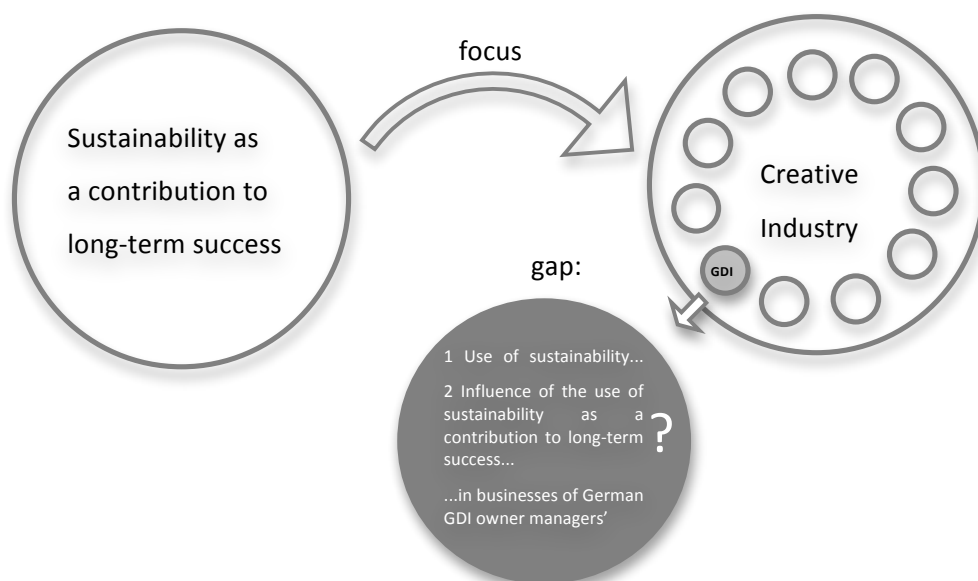 focus
Sustainability as
a contribution to
long-term success
Creative
Industry
GDI
gap:
1 Use of sustainability...
2 Influence of the use of
sustainability as a
contribution to long-term
success...
?
...in businesses of German
GDI owner managers’